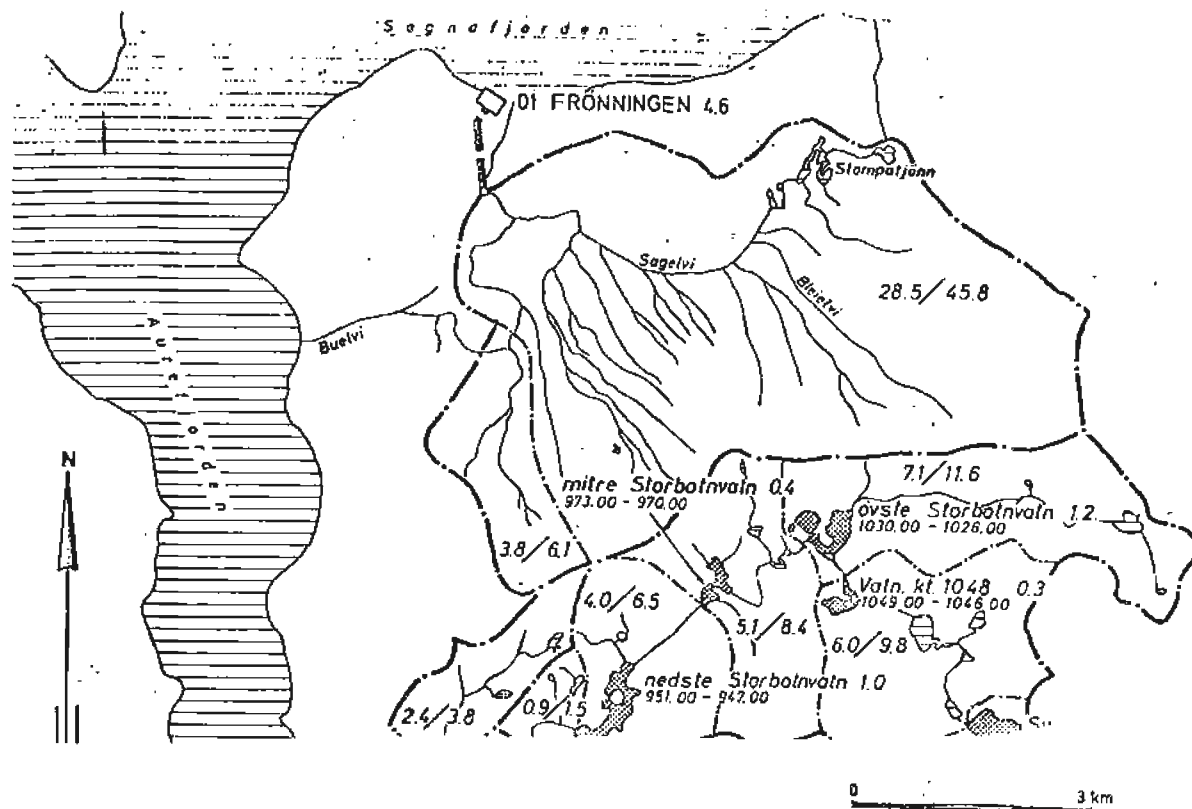 Sognafjorden
01 FRÖNNINGEN 4.6
Stompatjönn
Sagelvi
Bleielvi
28.5/45.8
Buelvi
N
7.1/11.6
mitre Storbotnvatn 0.4
973.00 - 970.00
övste Storbotnvatn 1.2
1030.00 - 1026.00
3.8/6.1
Vatn. kt. 1048 0.3
1049.00 - 1046.00
4.0/6.5
5.1/8.4
6.0/9.8
nedste Storbotnvatn 1.0
951.00 - 947.00
2.4/3.8
0.9/1.5
0 3 km